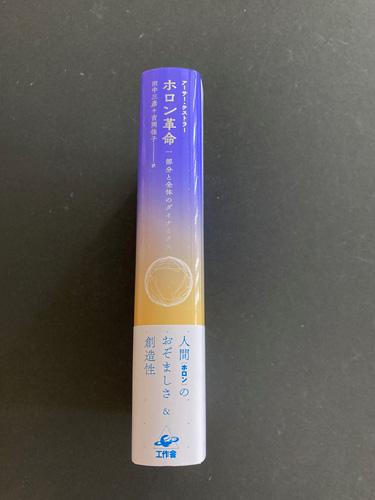 アーサー・ケストラー
ホロン革命
部分と全体のダイナミクス
田中三彦+吉岡佳子――訳
人間(ホロン)の
おぞましさ &
創造性
工作舎